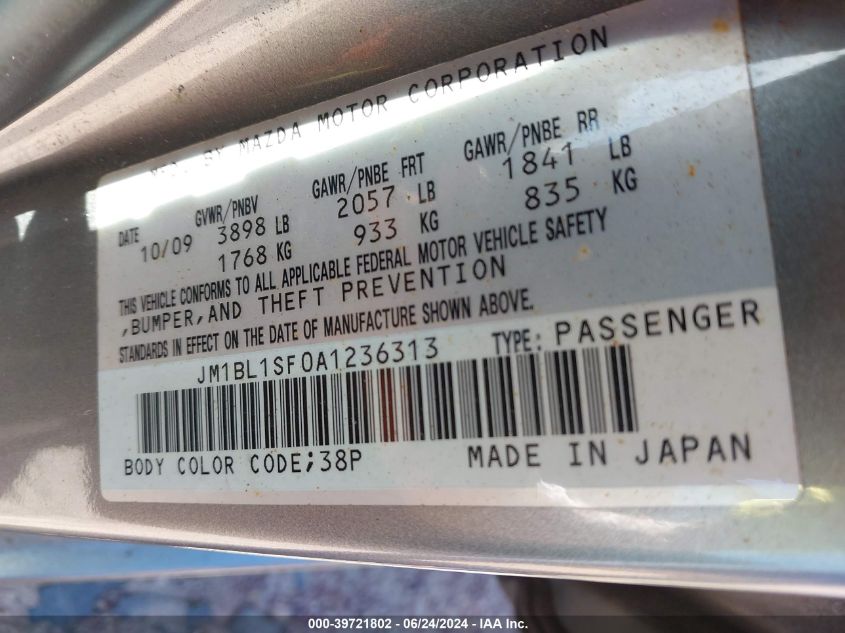 BY MAZDA MOTOR CORPORATION
DATE GVWR/PNBV GAWR/PNBE FRT GAWR/PNBE RR
10/09 3898 LB 2057 LB 1841 LB
1768 KG 933 KG 835 KG
THIS VEHICLE CONFORMS TO ALL APPLICABLE FEDERAL MOTOR VEHICLE SAFETY
,BUMPER,AND THEFT PREVENTION
STANDARDS IN EFFECT ON THE DATE OF MANUFACTURE SHOWN ABOVE.
JM1BL1SF0A1236313 TYPE: PASSENGER
BODY COLOR CODE;38P MADE IN JAPAN
000-39721802 - 06/24/2024 - IAA, Inc.